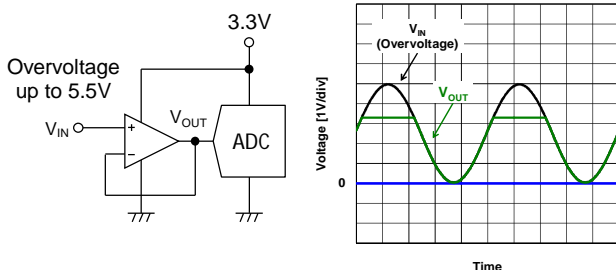 3.3V
Overvoltage
up to 5.5V
VIN
VOUT
+
−
ADC
VIN
(Overvoltage)
VOUT
Voltage [1V/div]
0
Time